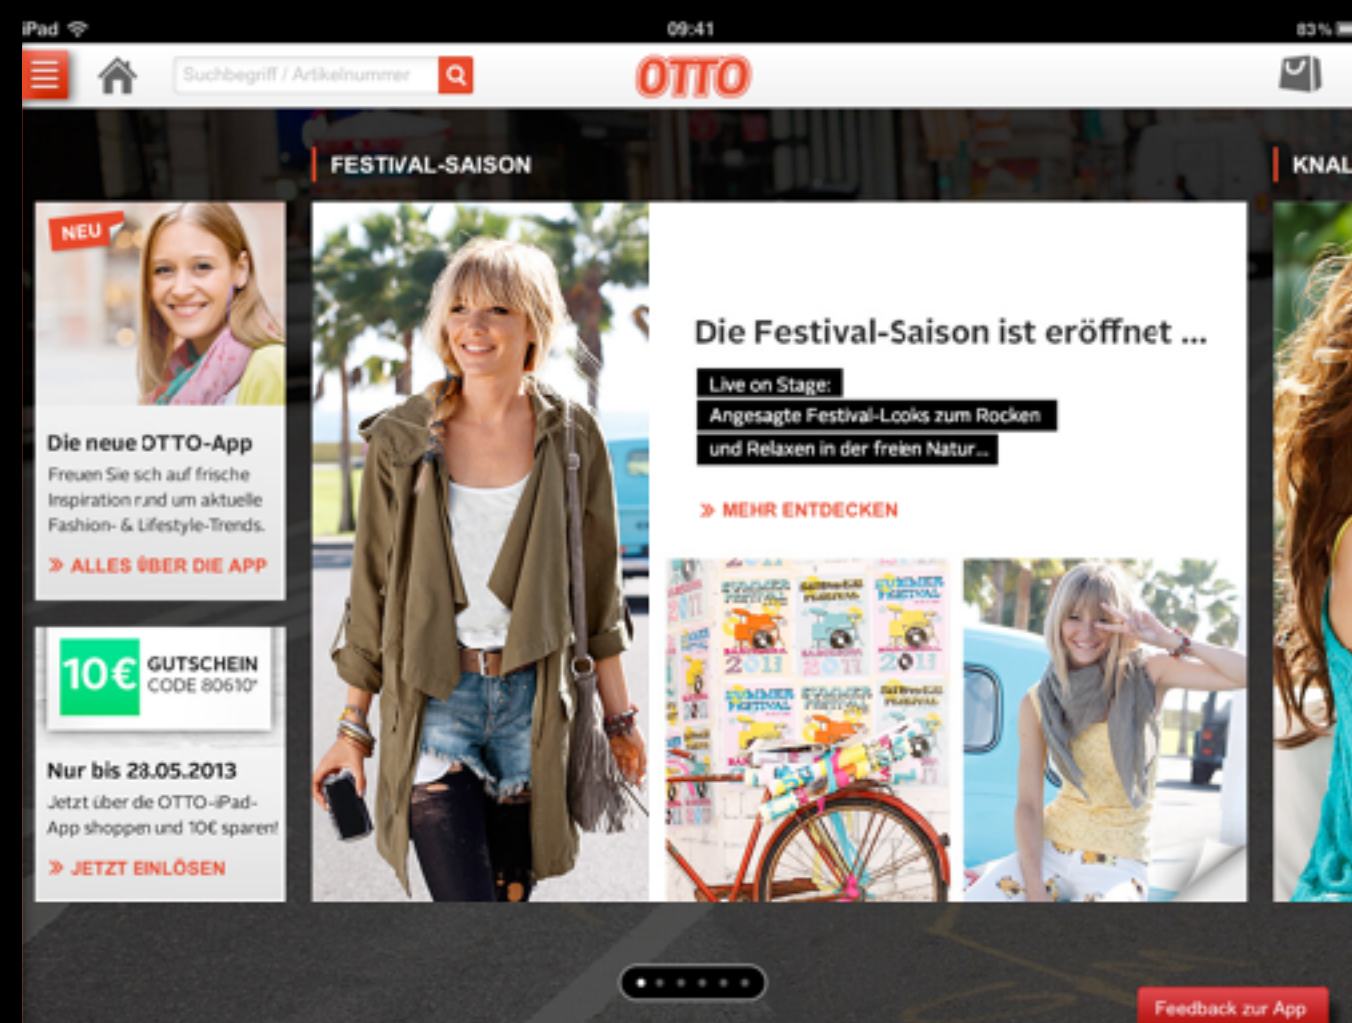 iPad
09:41
83%
Suchbegriff / Artikelnummer
OTTO
FESTIVAL-SAISON
KNAL
NEU
Die neue OTTO-App
Freuen Sie sich auf frische
Inspiration rund um aktuelle
Fashion- & Lifestyle-Trends.
» ALLES ÜBER DIE APP
10€ GUTSCHEIN
CODE 80610*
Nur bis 28.05.2013
Jetzt über die OTTO-iPad-
App shoppen und 10€ sparen!
» JETZT EINLÖSEN
Die Festival-Saison ist eröffnet ...
Live on Stage:
Angesagte Festival-Looks zum Rocken
und Relaxen in der freien Natur...
» MEHR ENTDECKEN
SUMMER
FESTIVAL
2011
SUMMER
FESTIVAL
Feedback zur App